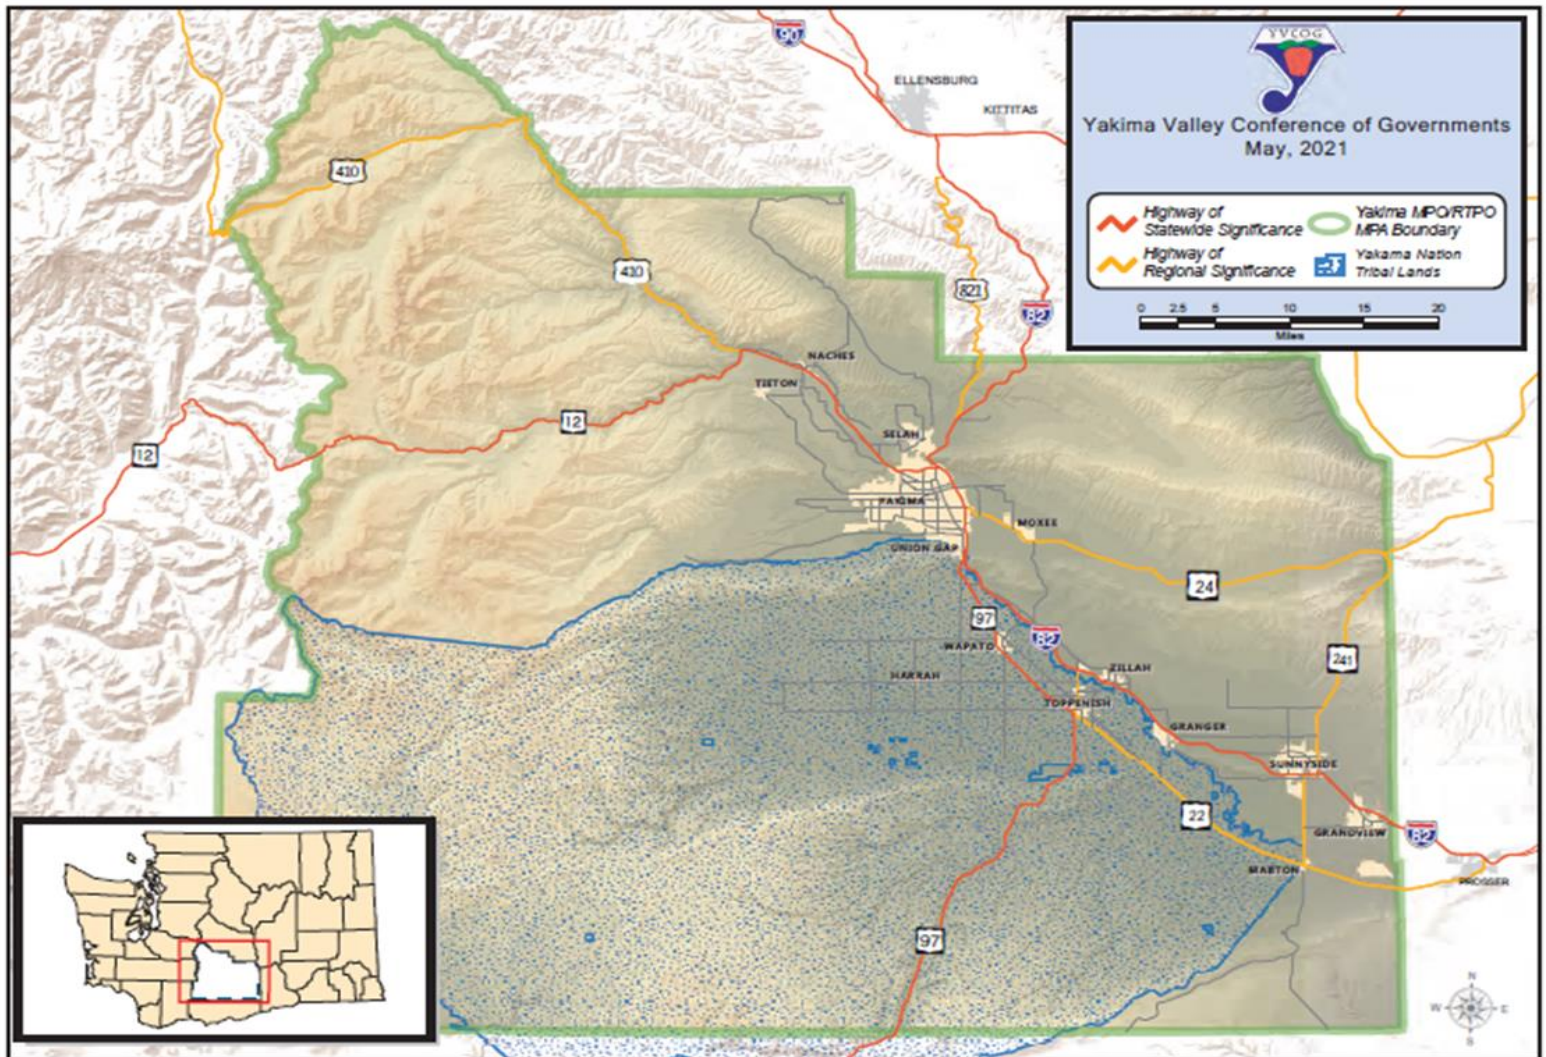 YVCOG
Yakima Valley Conference of Governments
May, 2021
Highway of
Statewide Significance
Yakima MPO/RTPO
MPA Boundary
Highway of
Regional Significance
Yakama Nation
Tribal Lands
0 2.5 5 10 15 20
Miles
90
ELLENSBURG
KITTITAS
410
410
821
82
NACHES
TIETON
12
12
SELAH
YAKIMA
MOXEE
UNION GAP
24
97
WAPATO
82
HARRAH
ZILLAH
241
TOPPENISH
GRANGER
SUNNYSIDE
22
GRANDVIEW
82
MABTON
PROSSER
97
N
W E
S